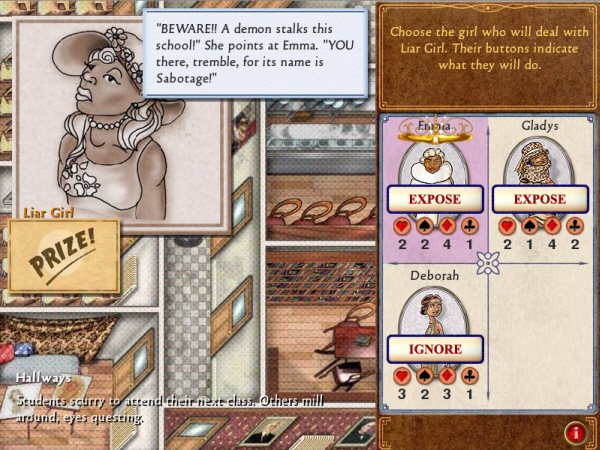 "BEWARE!! A demon stalks this
school!" She points at Emma. "YOU
there, tremble, for its name is
Sabotage!"
Liar Girl
PRIZE!
Hallways
Students scurry to attend their next class. Others mill
around, eyes questing.
Choose the girl who will deal with
Liar Girl. Their buttons indicate
what they will do.
Emma
EXPOSE
2 2 4 1
Gladys
EXPOSE
2 1 4 2
Deborah
IGNORE
3 2 3 1
i